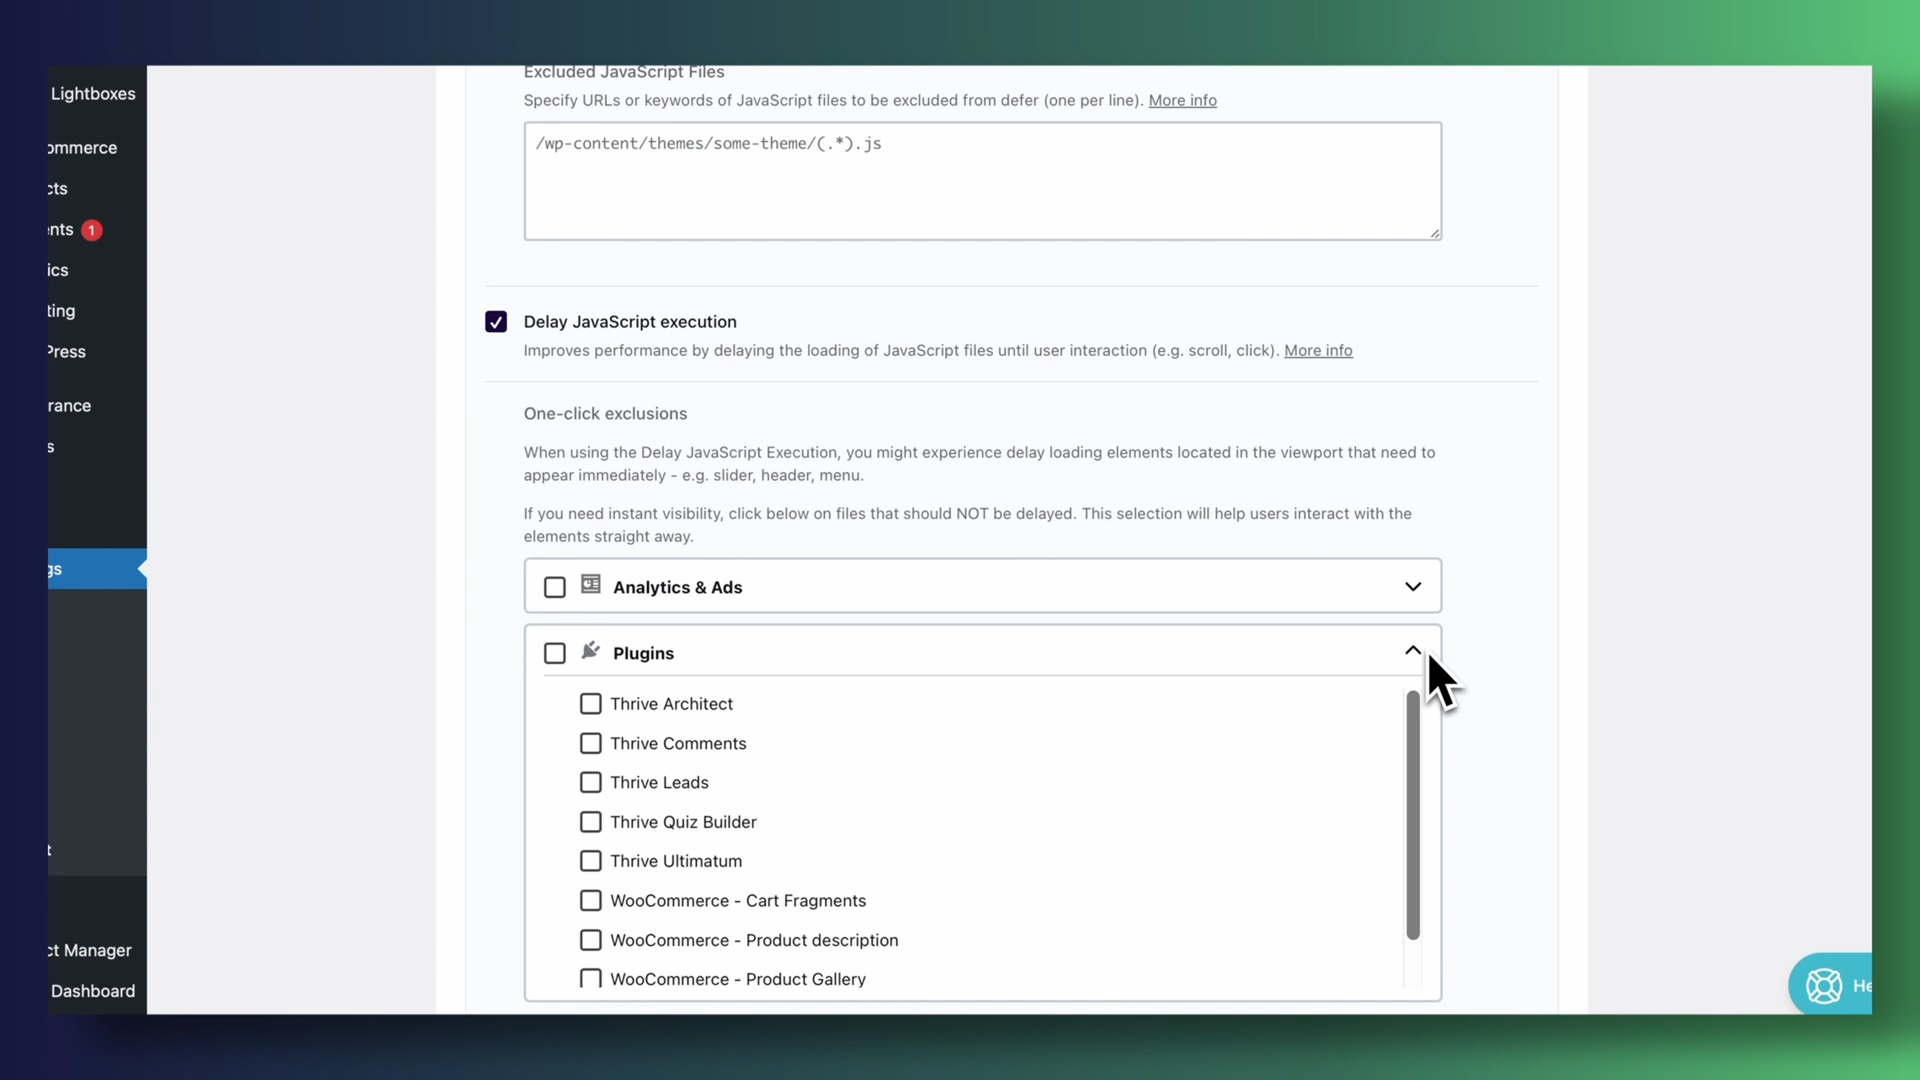 Lightboxes
ommerce
cts
ents 1
ics
ting
Press
rance
s
gs
t
ct Manager
Dashboard
Excluded JavaScript Files
Specify URLs or keywords of JavaScript files to be excluded from defer (one per line). More info
/wp-content/themes/some-theme/(.*).js
Delay JavaScript execution
Improves performance by delaying the loading of JavaScript files until user interaction (e.g. scroll, click). More info
One-click exclusions
When using the Delay JavaScript Execution, you might experience delay loading elements located in the viewport that need to
appear immediately - e.g. slider, header, menu.
If you need instant visibility, click below on files that should NOT be delayed. This selection will help users interact with the
elements straight away.
Analytics & Ads
Plugins
Thrive Architect
Thrive Comments
Thrive Leads
Thrive Quiz Builder
Thrive Ultimatum
WooCommerce - Cart Fragments
WooCommerce - Product description
WooCommerce - Product Gallery
He